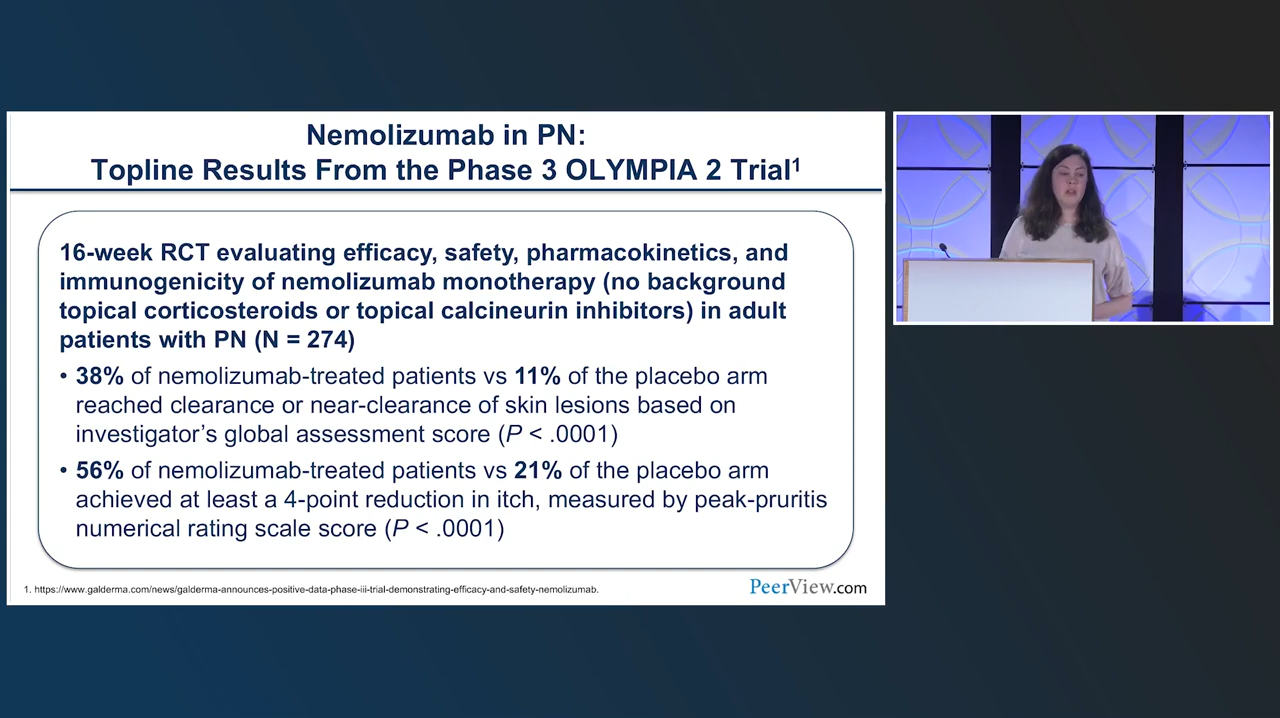 Nemolizumab in PN:
Topline Results From the Phase 3 OLYMPIA 2 Trial¹
16-week RCT evaluating efficacy, safety, pharmacokinetics, and
immunogenicity of nemolizumab monotherapy (no background
topical corticosteroids or topical calcineurin inhibitors) in adult
patients with PN (N = 274)
• 38% of nemolizumab-treated patients vs 11% of the placebo arm
reached clearance or near-clearance of skin lesions based on
investigator's global assessment score (P < .0001)
• 56% of nemolizumab-treated patients vs 21% of the placebo arm
achieved at least a 4-point reduction in itch, measured by peak-pruritis
numerical rating scale score (P < .0001)
1. https://www.galderma.com/news/galderma-announces-positive-data-phase-iii-trial-demonstrating-efficacy-and-safety-nemolizumab.
PeerView.com